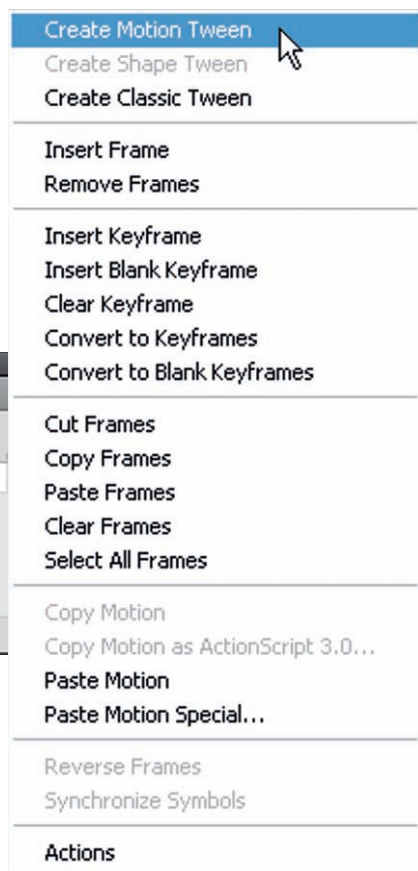 Create Motion Tween
Create Shape Tween
Create Classic Tween
Insert Frame
Remove Frames
Insert Keyframe
Insert Blank Keyframe
Clear Keyframe
Convert to Keyframes
Convert to Blank Keyframes
Cut Frames
Copy Frames
Paste Frames
Clear Frames
Select All Frames
Copy Motion
Copy Motion as ActionScript 3.0...
Paste Motion
Paste Motion Special...
Reverse Frames
Synchronize Symbols
Actions